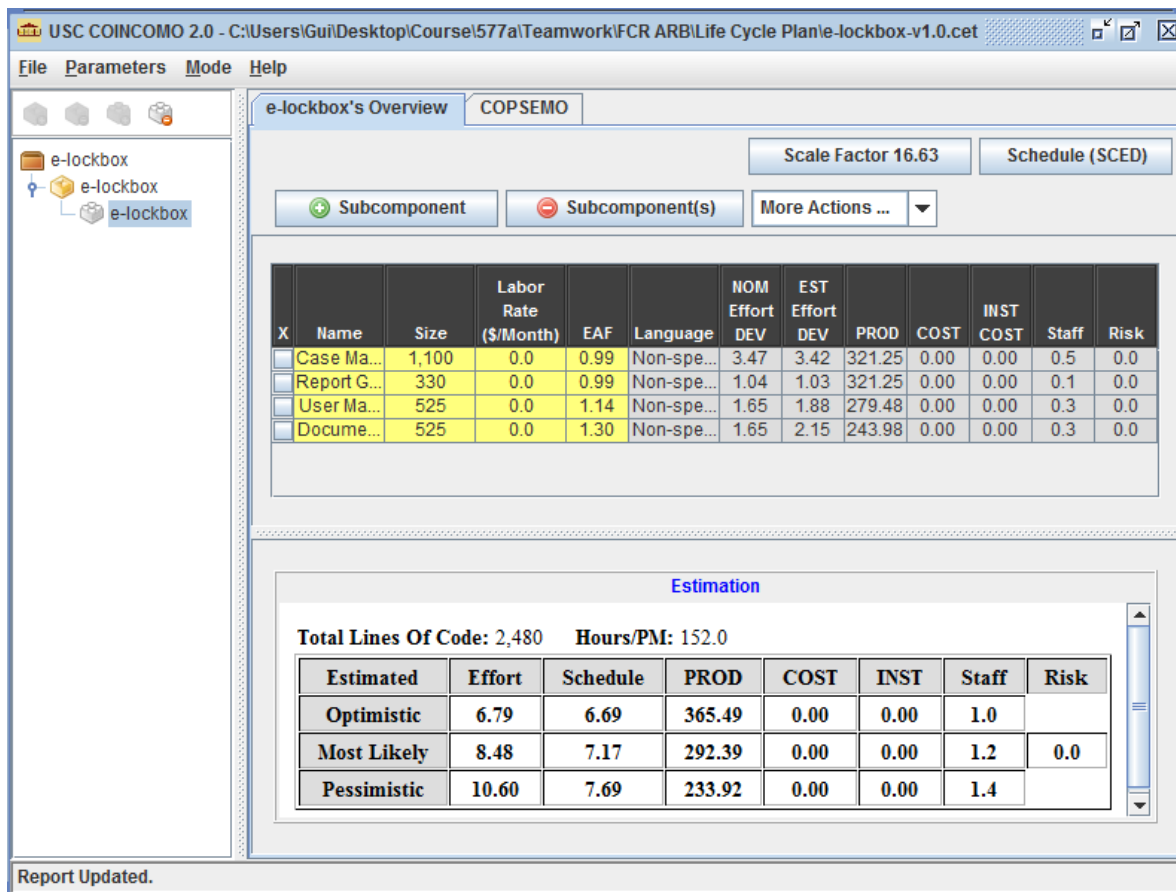 USC COINCOMO 2.0 - C:\Users\Gui\Desktop\Course\577a\Teamwork\FCR ARB\Life Cycle Plan\e-lockbox-v1.0.cet
File Parameters Mode Help
e-lockbox's Overview COPSEMO
Scale Factor 16.63 Schedule (SCED)
e-lockbox
e-lockbox
e-lockbox
Subcomponent Subcomponent(s) More Actions ...
X Name Size Labor Rate ($/Month) EAF Language NOM Effort DEV EST Effort DEV PROD COST INST COST Staff Risk
Case Ma... 1,100 0.0 0.99 Non-spe... 3.47 3.42 321.25 0.00 0.00 0.5 0.0
Report G... 330 0.0 0.99 Non-spe... 1.04 1.03 321.25 0.00 0.00 0.1 0.0
User Ma... 525 0.0 1.14 Non-spe... 1.65 1.88 279.48 0.00 0.00 0.3 0.0
Docume... 525 0.0 1.30 Non-spe... 1.65 2.15 243.98 0.00 0.00 0.3 0.0
Estimation
Total Lines Of Code: 2,480 Hours/PM: 152.0
Estimated Effort Schedule PROD COST INST Staff Risk
Optimistic 6.79 6.69 365.49 0.00 0.00 1.0
Most Likely 8.48 7.17 292.39 0.00 0.00 1.2 0.0
Pessimistic 10.60 7.69 233.92 0.00 0.00 1.4
Report Updated.